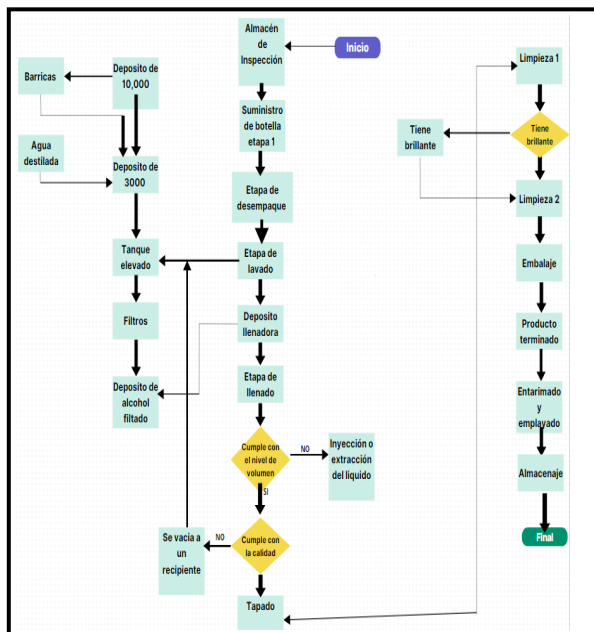 Barricas
Deposito de
10,000
Agua
destilada
Deposito de
3000
Tanque
elevado
Filtros
Deposito de
alcohol
filtado
Se vacia a
un
recipiente
Inicio
Almacén
de
Inspección
Suministro
de botella
etapa 1
Etapa de
desempaque
Etapa de
lavado
Deposito
llenadora
Etapa de
llenado
Cumple con
el nivel de
volumen
NO
Inyección o
extracción
del liquido
SI
Cumple con
la calidad
NO
Tapado
Limpieza 1
Tiene
brillante
Tiene
brillante
Limpieza 2
Embalaje
Producto
terminado
Entarimado
y
emplayado
Almacenaje
Final